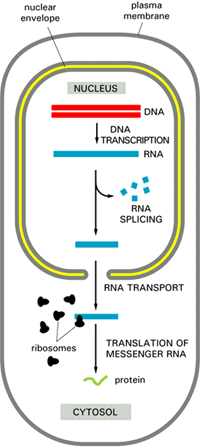 nuclear
envelope
plasma
membrane
NUCLEUS
DNA
DNA
TRANSCRIPTION
RNA
RNA
SPLICING
RNA TRANSPORT
ribosomes
TRANSLATION OF
MESSENGER RNA
protein
CYTOSOL